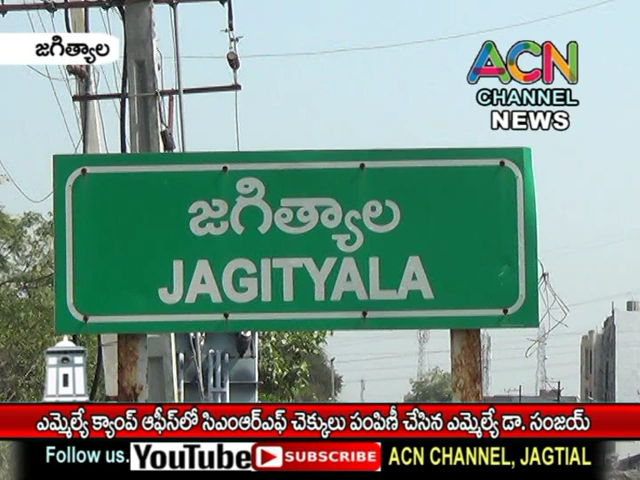 జగిత్యాల
ACN
CHANNEL
NEWS
జగిత్యాల
JAGITYALA
ఎమ్మెల్యే క్యాంప్ ఆఫీస్‌లో సిఎంఆర్ఎఫ్ చెక్కులు పంపిణీ చేసిన ఎమ్మెల్యే డా. సంజయ్
Follow us. YouTube SUBSCRIBE ACN CHANNEL, JAGTIAL